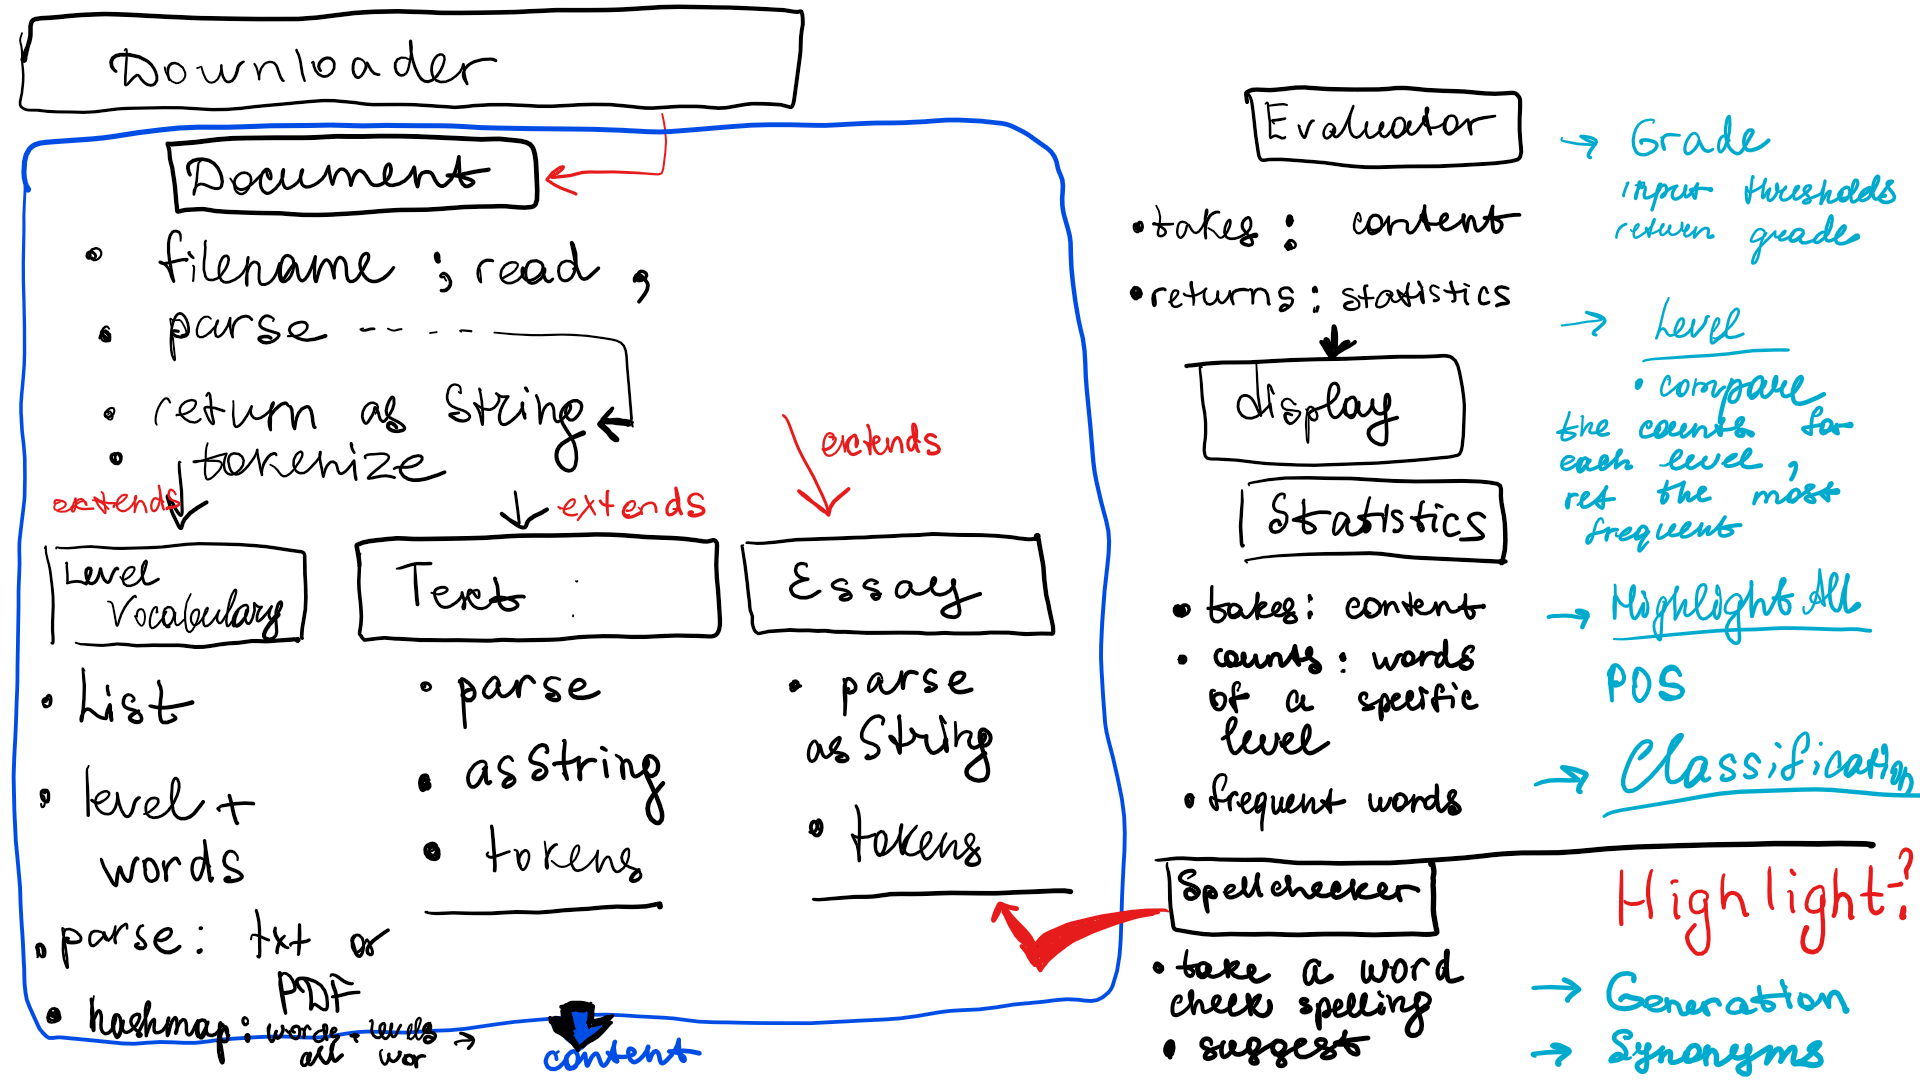 Downloader
Document
filename ; read ,
parse
return as String
tokenize
extends
extends
extends
Level
Vocabulary
List
level +
words
parse: txt or
PDF
hashmap: words - levels
all wor
Text :
parse
asString
tokens
Essay
parse
asString
tokens
content
Evaluator
takes : content
returns : statistics
display
Statistics
takes: content
counts: words
of a specific
level
frequent words
Spellchecker
take a word
check spelling
suggest
Grade
input thresholds
return grade
Level
compare
the counts for
each level ,
ret the most
frequent
Highlight All
POS
Classification
Highlight-?
Generation
Synonyms